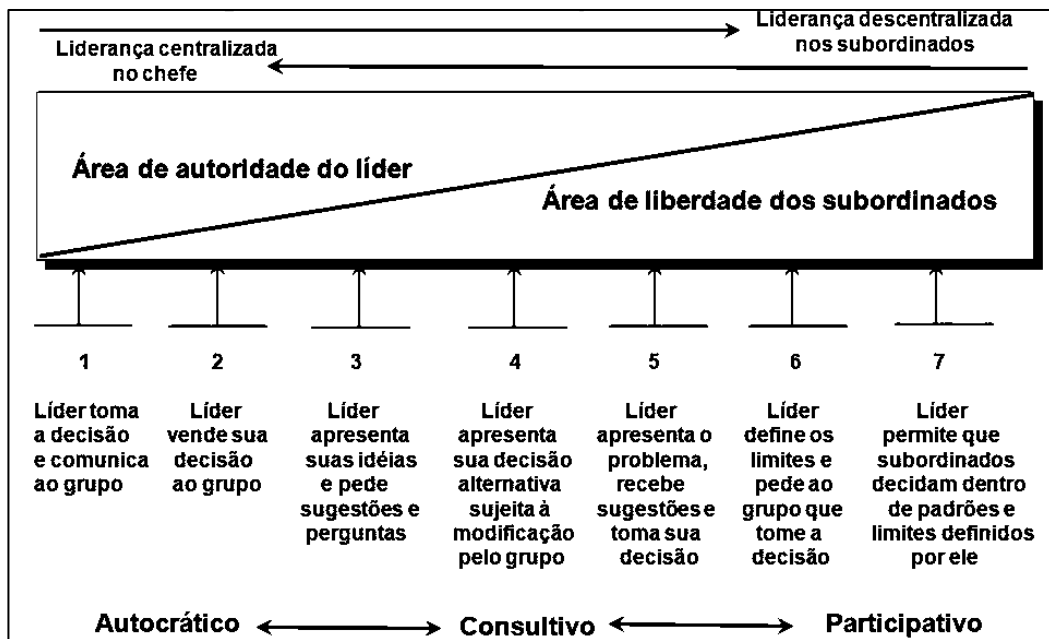 Liderança descentralizada
nos subordinados
Liderança centralizada
no chefe
Área de autoridade do líder
Área de liberdade dos subordinados
1
Líder toma
a decisão
e comunica
ao grupo
2
Líder
vende sua
decisão
ao grupo
3
Líder
apresenta
suas idéias
e pede
sugestões e
perguntas
4
Líder
apresenta
sua decisão
alternativa
sujeita à
modificação
pelo grupo
5
Líder
apresenta o
problema,
recebe
sugestões e
toma sua
decisão
6
Líder
define os
limites e
pede ao
grupo que
tome a
decisão
7
Líder
permite que
subordinados
decidam dentro
de padrões e
limites definidos
por ele
Autocrático
Consultivo
Participativo